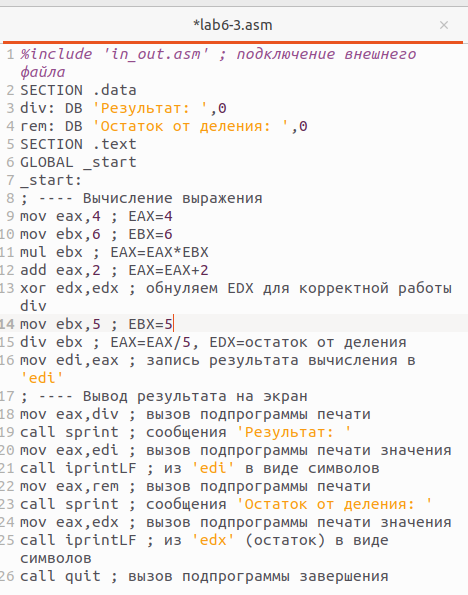 *lab6-3.asm ×
1 %include 'in_out.asm' ; подключение внешнего
файла
2 SECTION .data
3 div: DB 'Результат: ',0
4 rem: DB 'Остаток от деления: ',0
5 SECTION .text
6 GLOBAL _start
7 _start:
8 ; ---- Вычисление выражения
9 mov eax,4 ; EAX=4
10 mov ebx,6 ; EBX=6
11 mul ebx ; EAX=EAX*EBX
12 add eax,2 ; EAX=EAX+2
13 xor edx,edx ; обнуляем EDX для корректной работы
div
14 mov ebx,5 ; EBX=5
15 div ebx ; EAX=EAX/5, EDX=остаток от деления
16 mov edi,eax ; запись результата вычисления в
'edi'
17 ; ---- Вывод результата на экран
18 mov eax,div ; вызов подпрограммы печати
19 call sprint ; сообщения 'Результат: '
20 mov eax,edi ; вызов подпрограммы печати значения
21 call iprintLF ; из 'edi' в виде символов
22 mov eax,rem ; вызов подпрограммы печати
23 call sprint ; сообщения 'Остаток от деления: '
24 mov eax,edx ; вызов подпрограммы печати значения
25 call iprintLF ; из 'edx' (остаток) в виде
символов
26 call quit ; вызов подпрограммы завершения